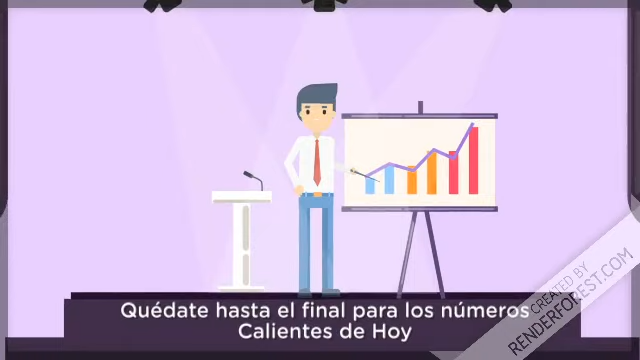 Quédate hasta el final para los números
Calientes de Hoy
CREATED BY
RENDERFOREST.COM